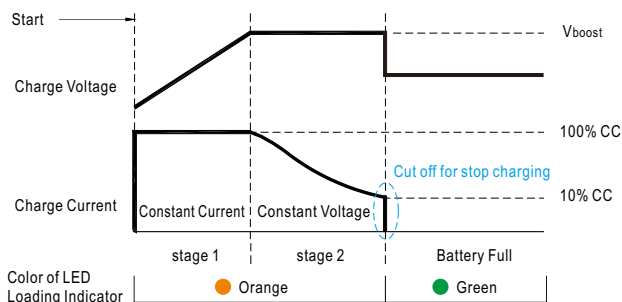 Start
Vboost
Charge Voltage
100% CC
Cut off for stop charging
10% CC
Charge Current
Constant Current
Constant Voltage
stage 1
stage 2
Battery Full
Color of LED
Loading Indicator
Orange
Green